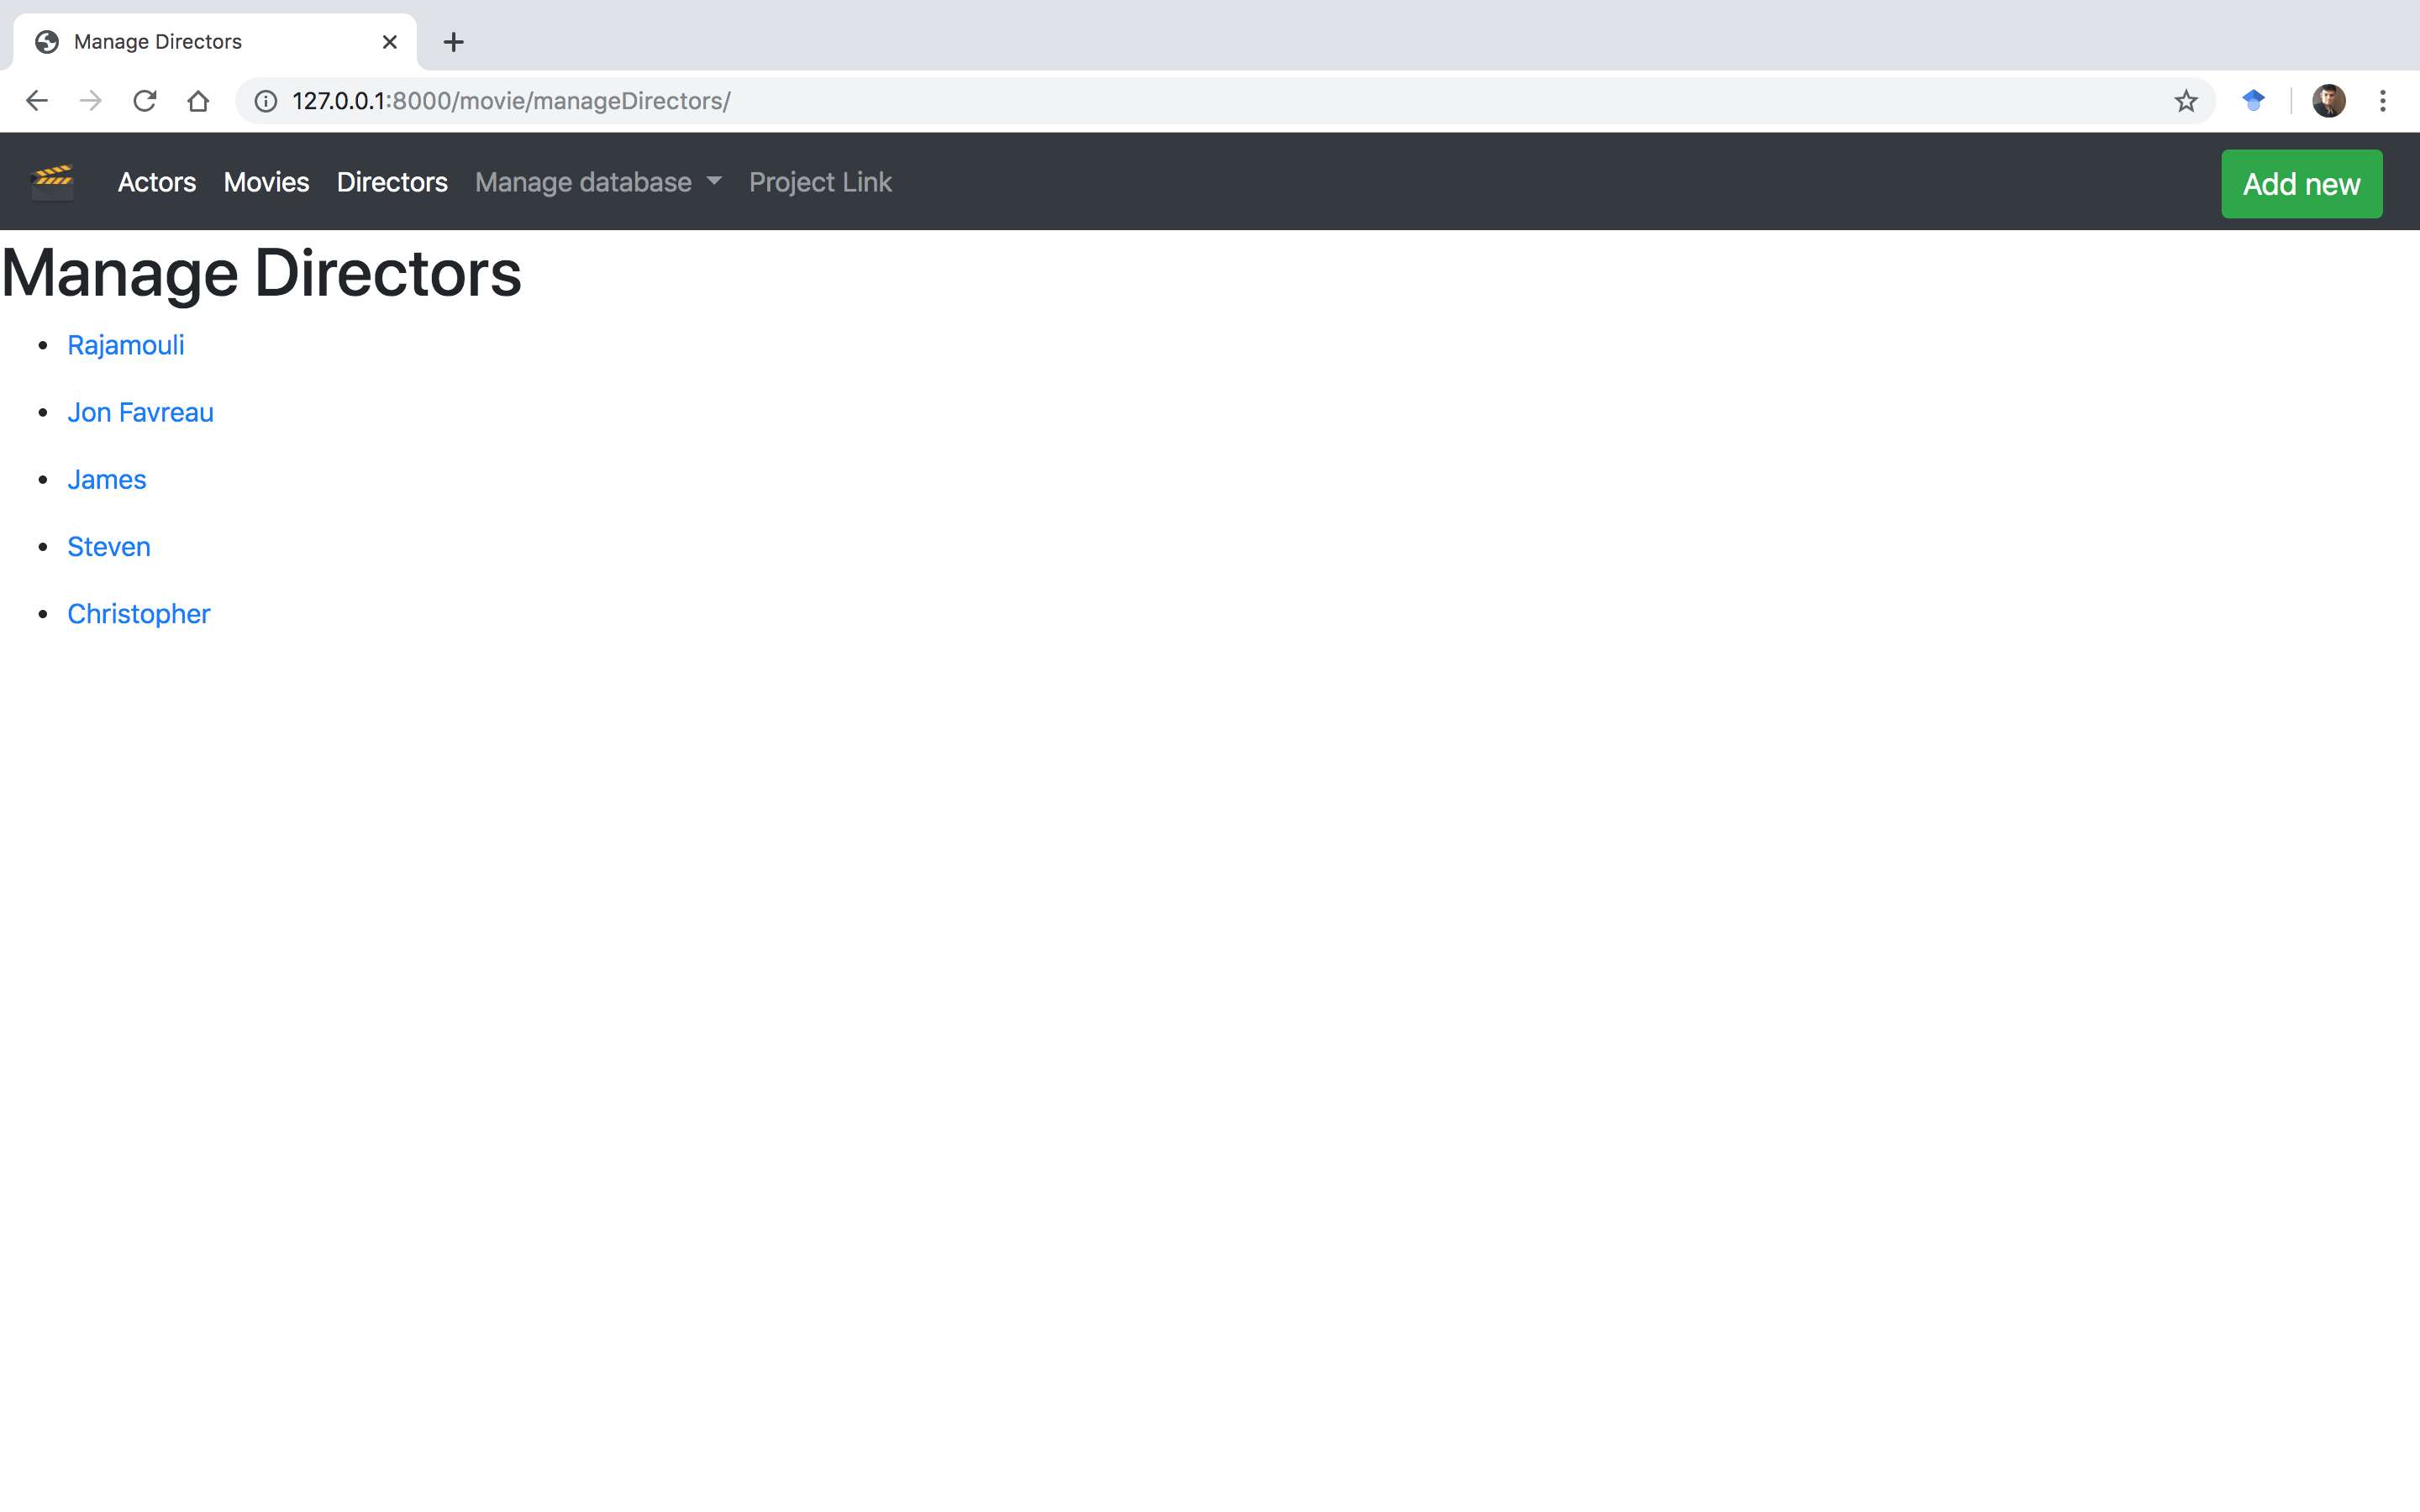 Manage Directors
127.0.0.1:8000/movie/manageDirectors/
Actors Movies Directors Manage database Project Link Add new
Manage Directors
Rajamouli
Jon Favreau
James
Steven
Christopher